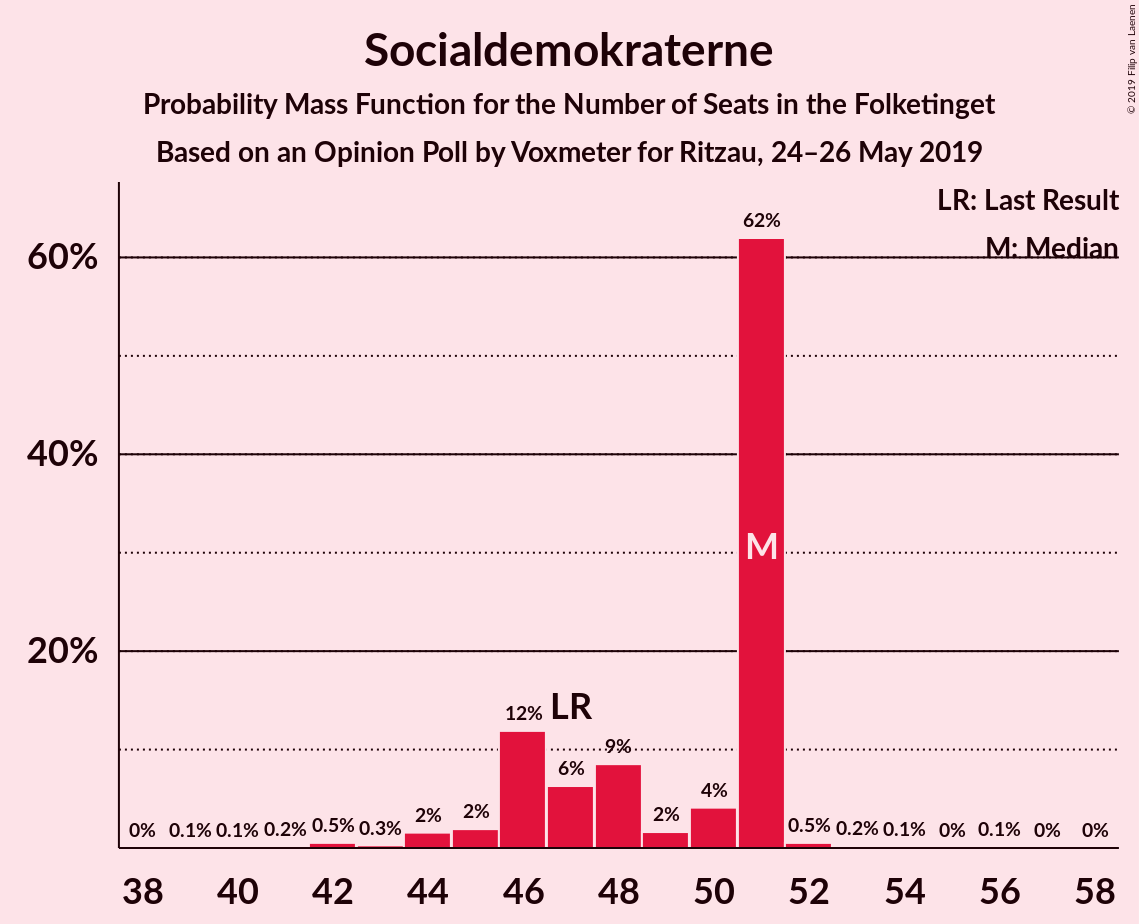 Socialdemokraterne
Probability Mass Function for the Number of Seats in the Folketinget
Based on an Opinion Poll by Voxmeter for Ritzau, 24–26 May 2019
© 2019 Filip van Laenen
LR: Last Result
M: Median
60%
40%
20%
0% 0.1% 0.1% 0.2% 0.5% 0.3% 2% 2% 12% 6% 9% 2% 4% 62% 0.5% 0.2% 0.1% 0% 0.1% 0% 0%
LR
M
38 40 42 44 46 48 50 52 54 56 58